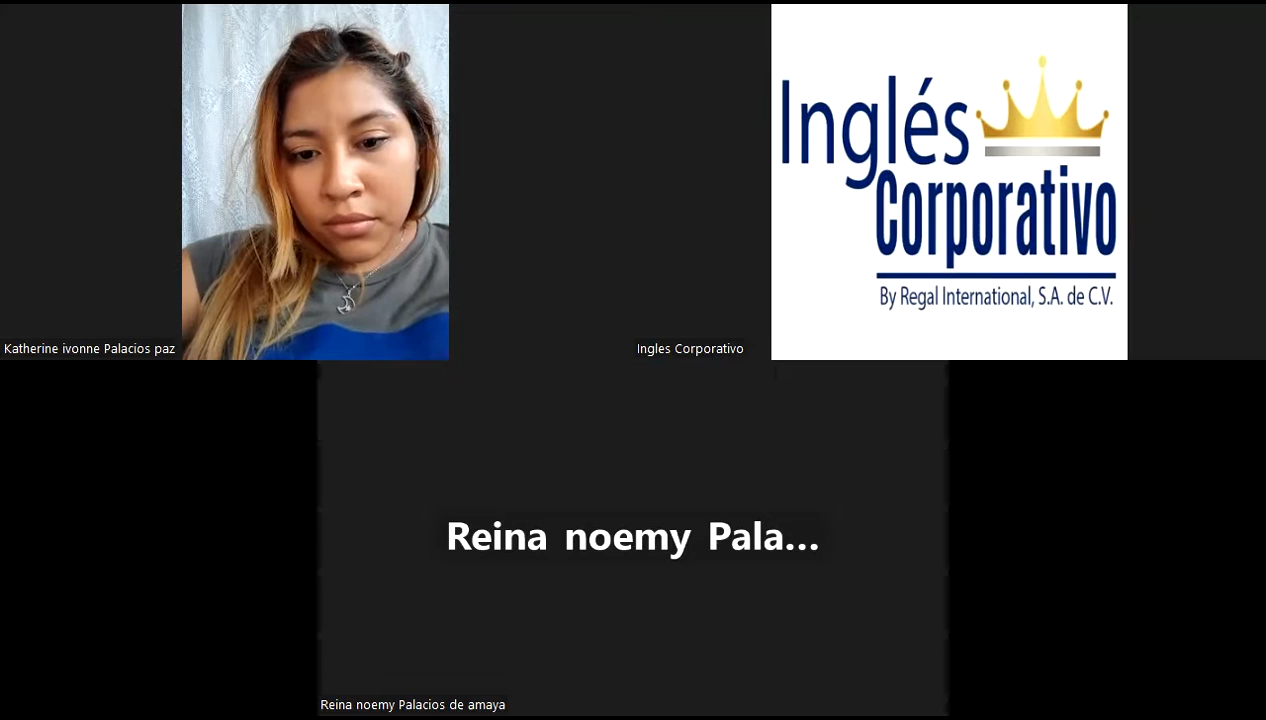 Inglés
Corporativo
By Regal International, S.A. de C.V.
Katherine ivonne Palacios paz
Ingles Corporativo
Reina noemy Pala...
Reina noemy Palacios de amaya